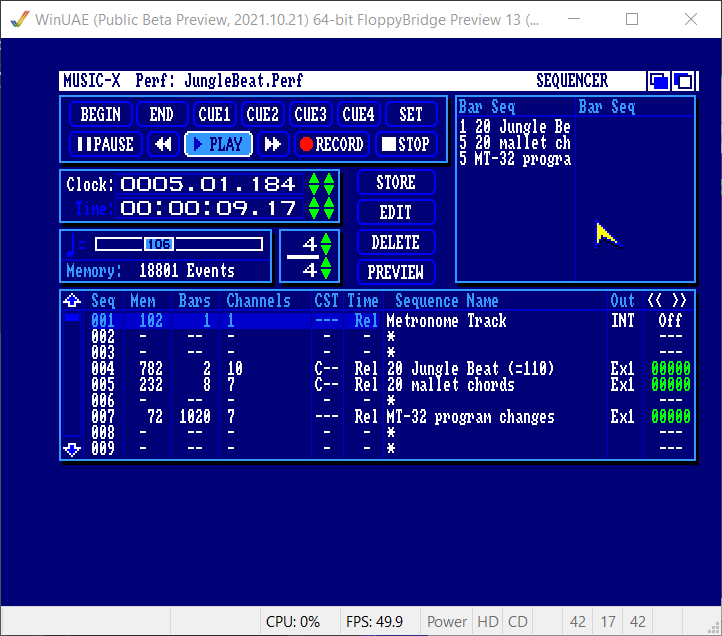 WinUAE (Public Beta Preview, 2021.10.21) 64-bit FloppyBridge Preview 13 (...
MUSIC-X Perf: JungleBeat.Perf SEQUENCER
BEGIN END CUE1 CUE2 CUE3 CUE4 SET
PAUSE PLAY RECORD STOP
Bar Seq Bar Seq
1 20 Jungle Be
5 20 mallet ch
5 MT-32 progra
Clock: 0005.01.184
Time: 00:00:09.17
STORE
EDIT
DELETE
PREVIEW
= 106
Memory: 18801 Events
4
4
Seq Mem Bars Channels CST Time Sequence Name Out << >>
001 102 1 1 --- Rel Metronome Track INT Off
002 - -- - - - * ---
003 - -- - - - * ---
004 782 2 10 C-- Rel 20 Jungle Beat (=110) Ex1 00000
005 232 8 7 C-- Rel 20 mallet chords Ex1 00000
006 - -- - - - * ---
007 72 1020 7 --- Rel MT-32 program changes Ex1 00000
008 - -- - - - * ---
009 - -- - - - * ---
CPU: 0% FPS: 49.9 Power HD CD 42 17 42